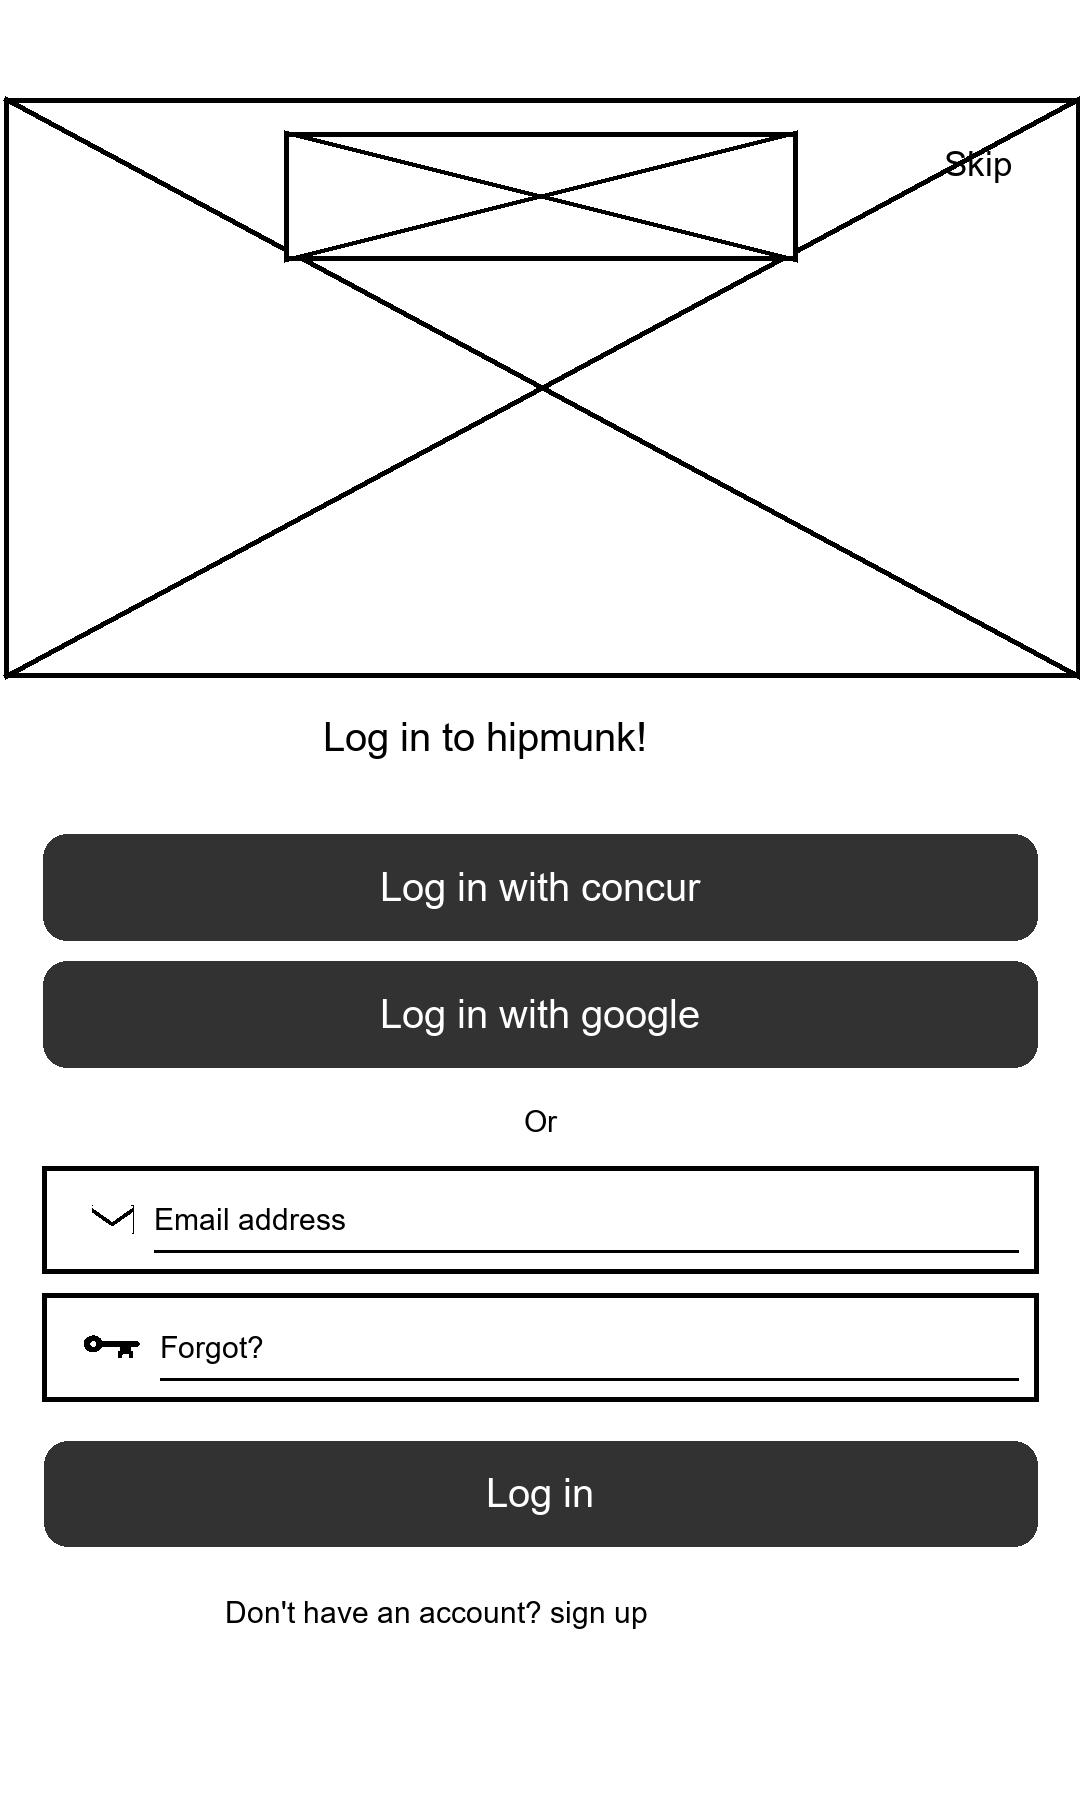 Skip
Log in to hipmunk!
Log in with concur
Log in with google
Or
Email address
Forgot?
Log in
Don't have an account? sign up